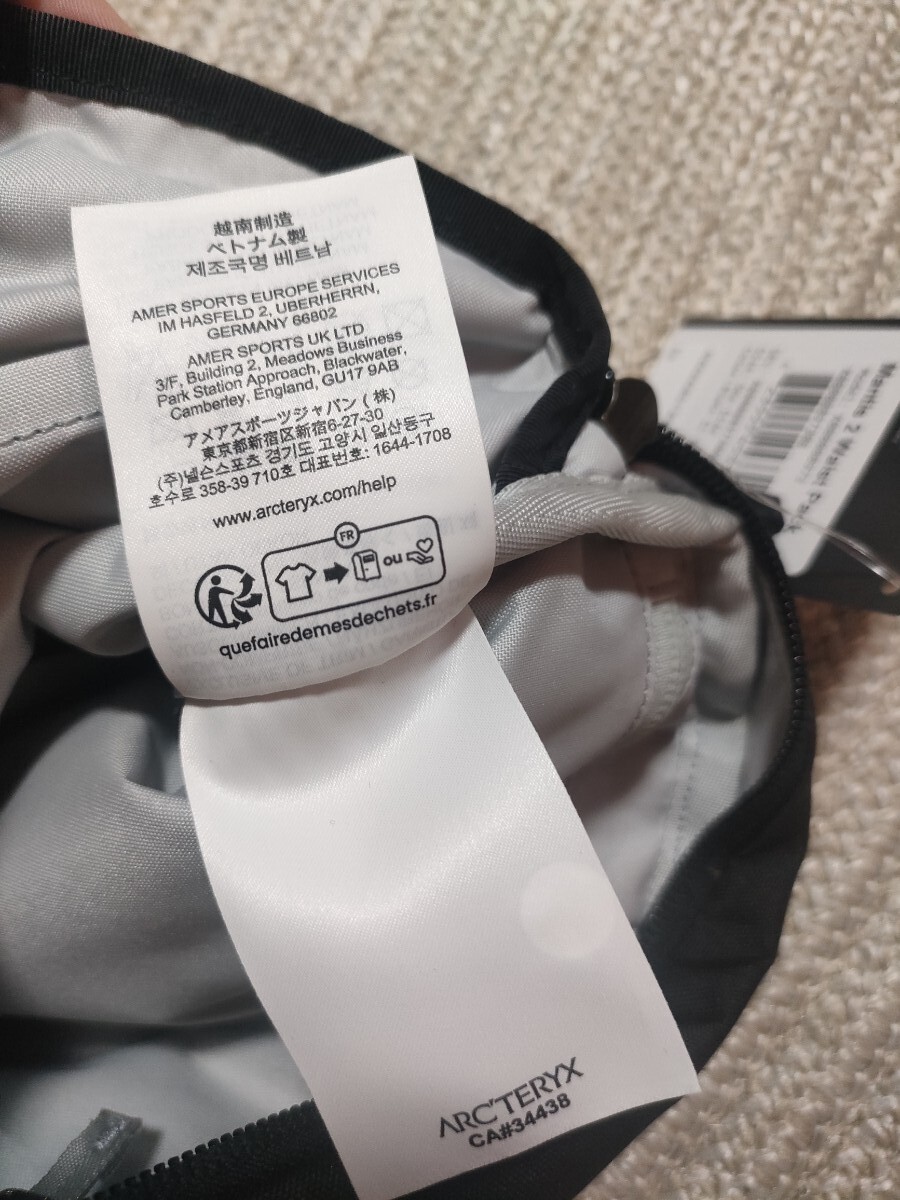 越南制造
ベトナム製
제조국명 베트남
AMER SPORTS EUROPE SERVICES
IM HASFELD 2, UBERHERRN,
GERMANY 66802
AMER SPORTS UK LTD
3/F, Building 2, Meadows Business
Park Station Approach, Blackwater,
Camberley, England, GU17 9AB
アメアスポーツジャパン (株)
東京都新宿区新宿6-27-30
(주)넬슨스포츠 경기도 고양시 일산동구
호수로 358-39 710호 대표번호: 1644-1708
www.arcteryx.com/help
FR
ou
quefairedemesdechets.fr
ARC'TERYX
CA#34438
Mantis 2 Waist Pack